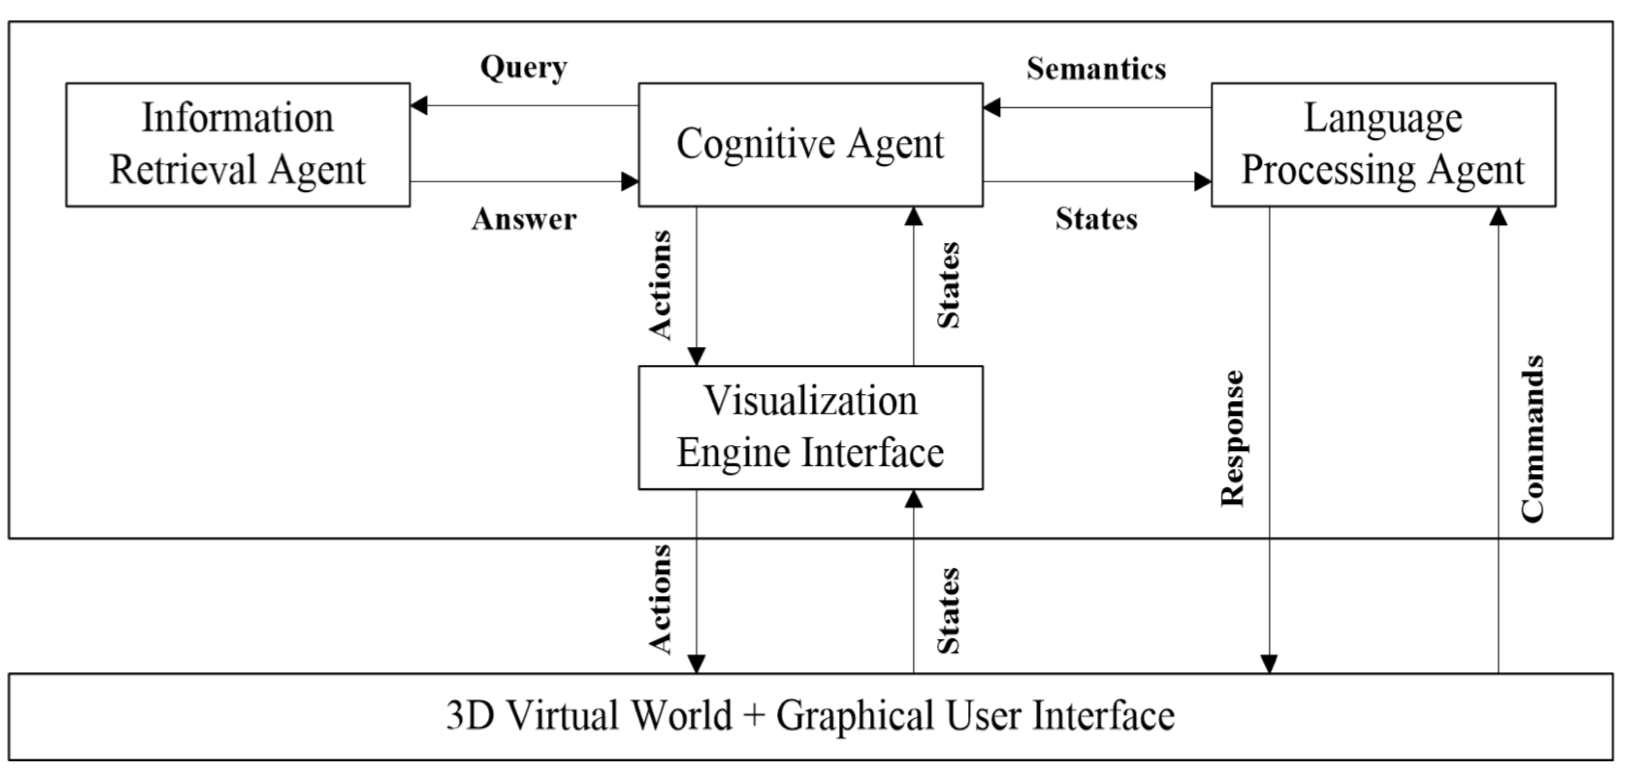 Query
Semantics
Information
Retrieval Agent
Cognitive Agent
Language
Processing Agent
Answer
States
Actions
States
Visualization
Engine Interface
Response
Commands
Actions
States
3D Virtual World + Graphical User Interface